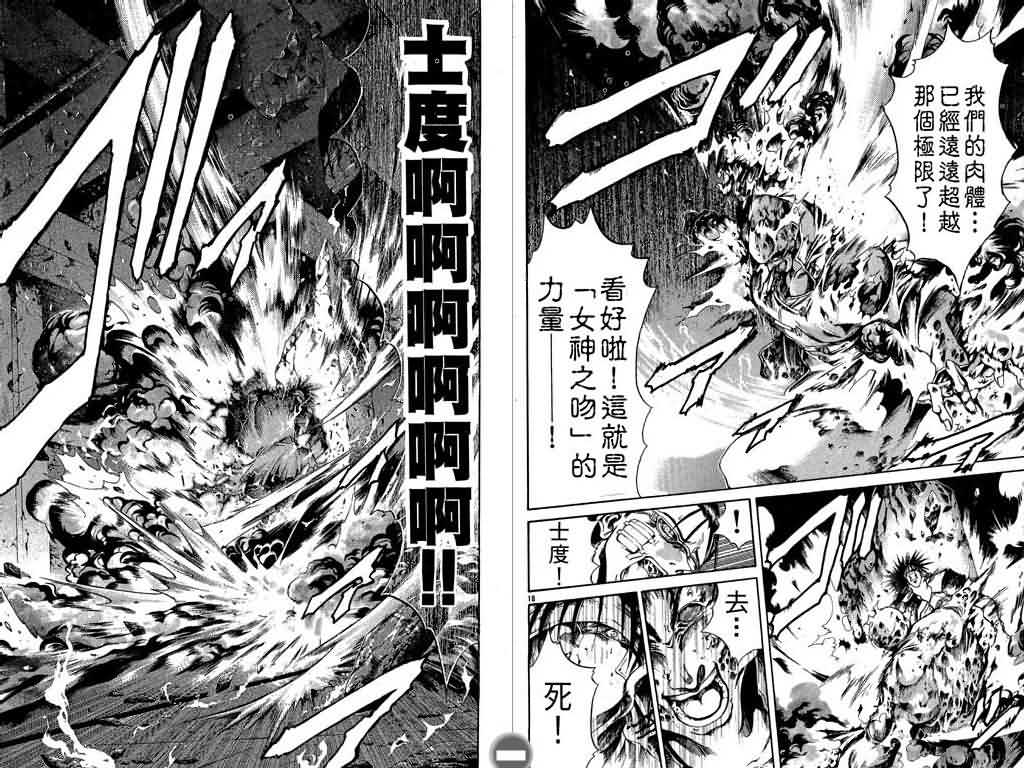 我們的肉體…
已經遠遠超越
那個極限了！
看好啦！這就是
「女神之吻」的
力量——！
！
士度！
去…
死！
18
士度啊啊啊啊啊啊!!